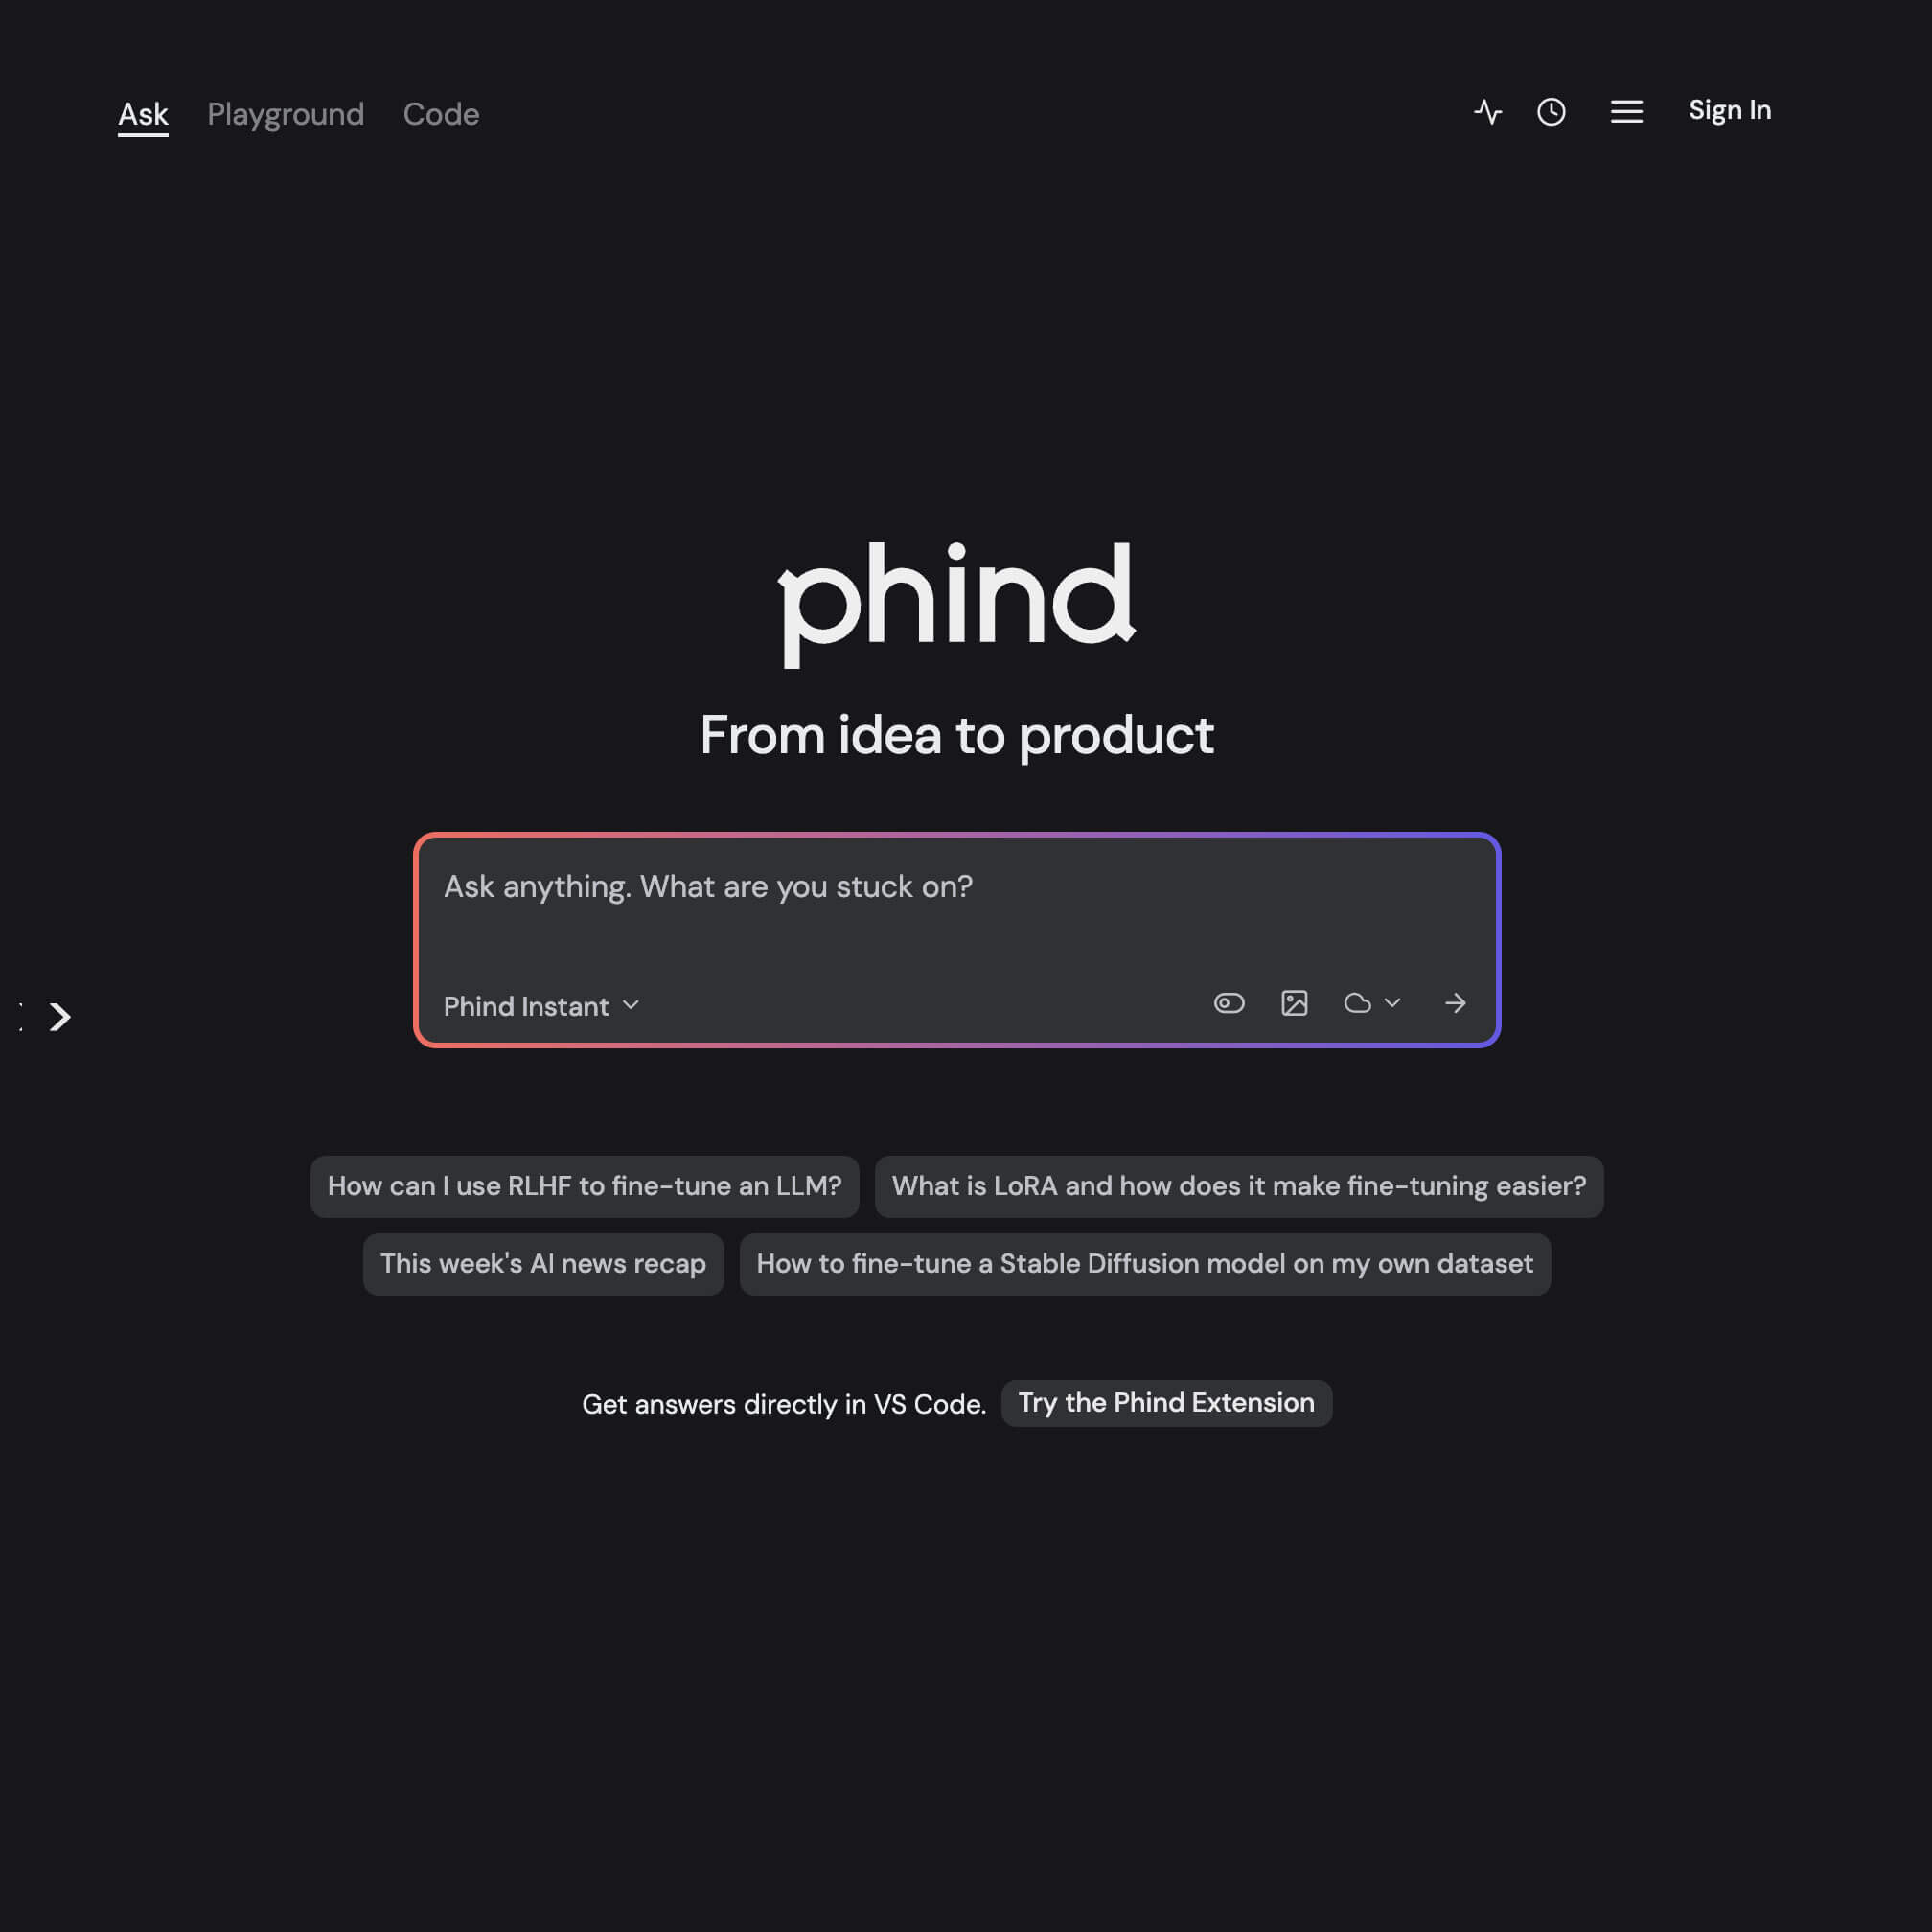 Ask Playground Code Sign In
phind
From idea to product
Ask anything. What are you stuck on?
Phind Instant
How can I use RLHF to fine-tune an LLM? What is LoRA and how does it make fine-tuning easier?
This week's AI news recap How to fine-tune a Stable Diffusion model on my own dataset
Get answers directly in VS Code. Try the Phind Extension